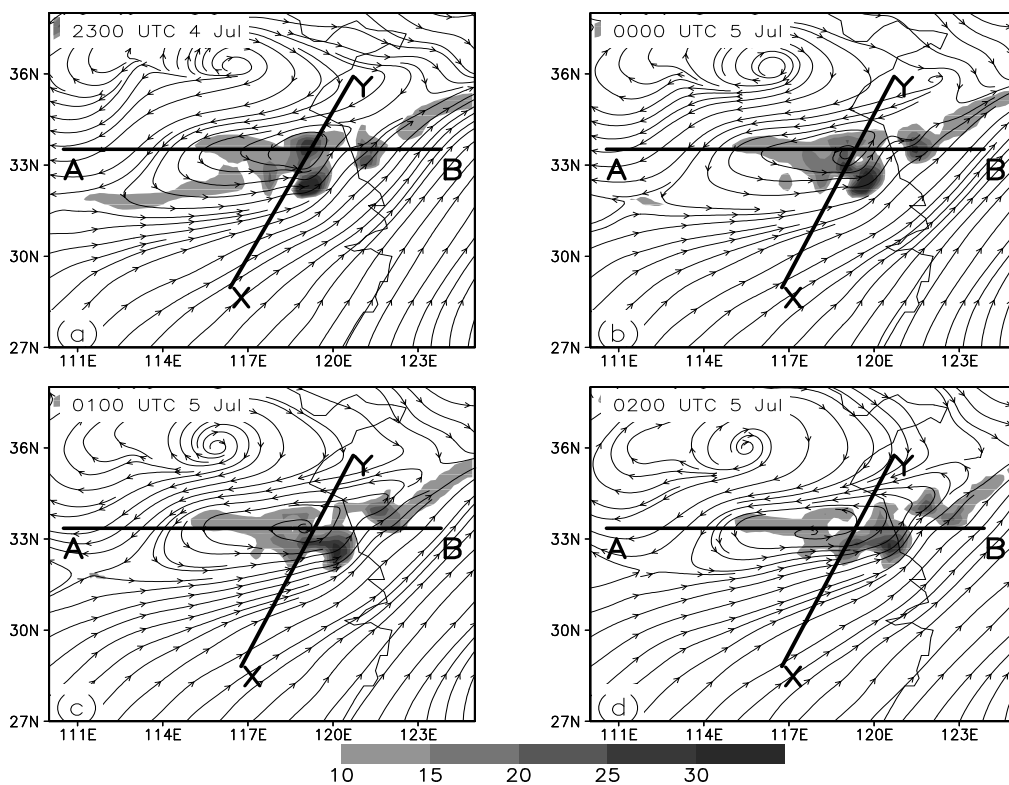 2300 UTC 4 Jul
0000 UTC 5 Jul
36N
33N
30N
27N
Y
A
B
X
(a)
111E 114E 117E 120E 123E
36N
33N
30N
27N
Y
A
B
X
(b)
111E 114E 117E 120E 123E
0100 UTC 5 Jul
36N
33N
30N
27N
Y
A
B
X
(c)
111E 114E 117E 120E 123E
0200 UTC 5 Jul
36N
33N
30N
27N
Y
A
B
X
(d)
111E 114E 117E 120E 123E
10 15 20 25 30